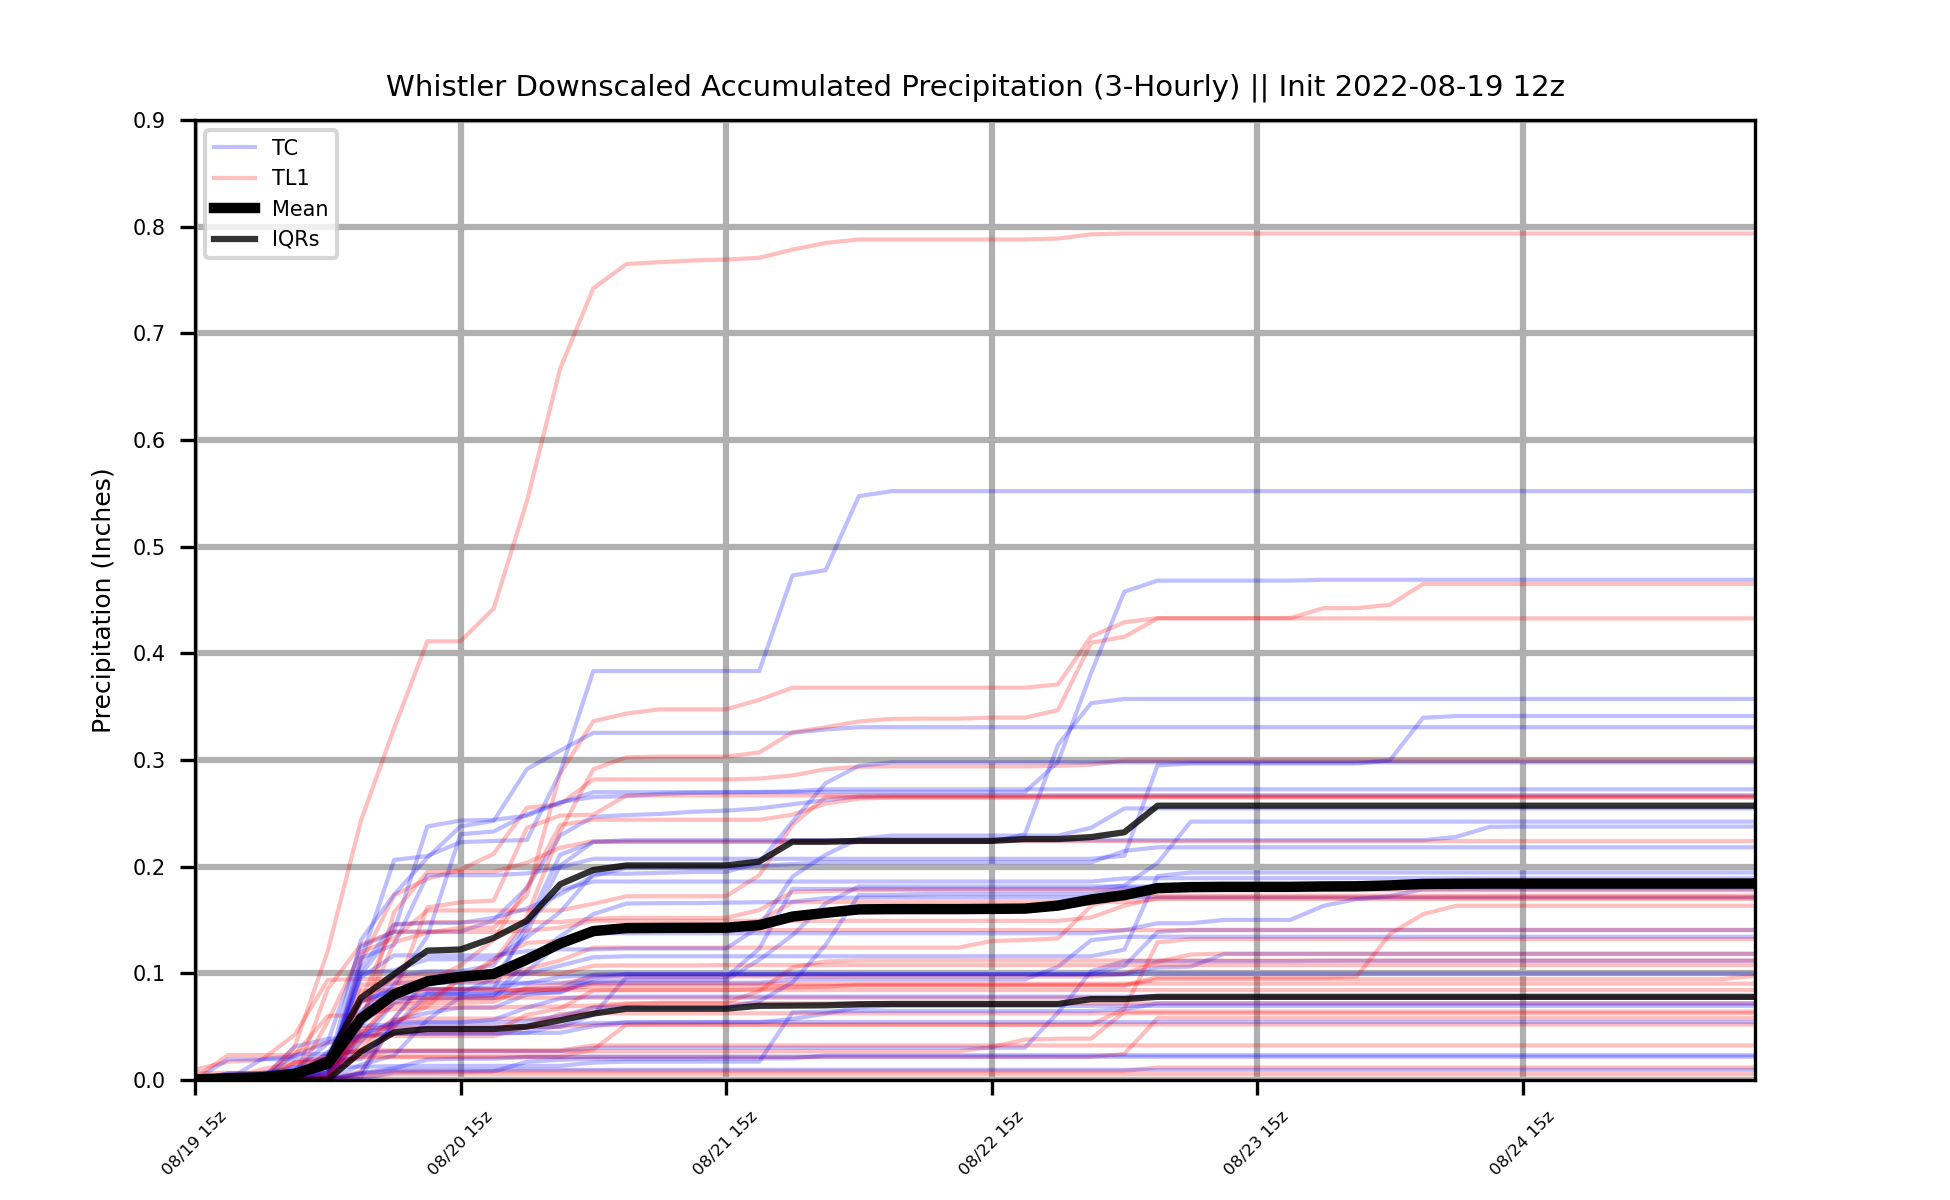 Whistler Downscaled Accumulated Precipitation (3-Hourly) || Init 2022-08-19 12z
TC
TL1
Mean
IQRs
Precipitation (Inches)
0.9
0.8
0.7
0.6
0.5
0.4
0.3
0.2
0.1
0.0
08/19 15z
08/20 15z
08/21 15z
08/22 15z
08/23 15z
08/24 15z